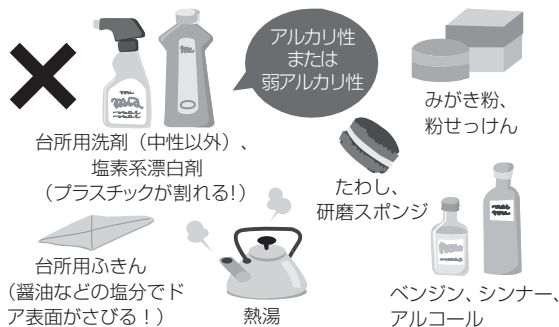 アルカリ性
または
弱アルカリ性
台所用洗剤（中性以外）、
塩素系漂白剤
（プラスチックが割れる！）
みがき粉、
粉せっけん
たわし、
研磨スポンジ
台所用ふきん
（醤油などの塩分でド
ア表面がさびる！）
熱湯
ベンジン、シンナー、
アルコール